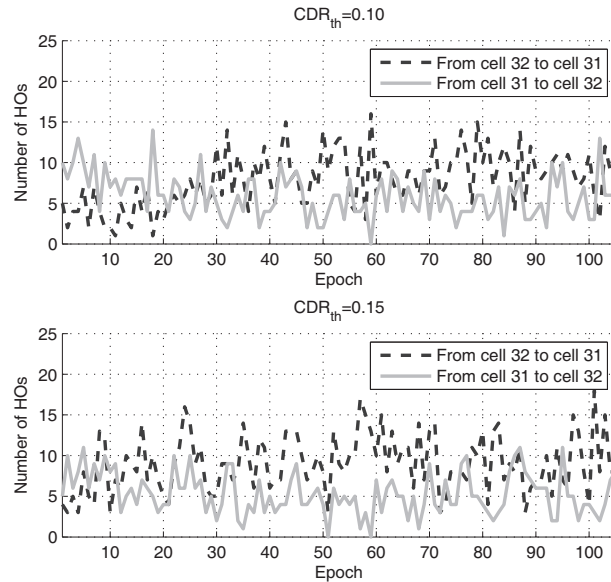 CDRth=0.10
25
20
15
10
5
0
Number of HOs
From cell 32 to cell 31
From cell 31 to cell 32
10 20 30 40 50 60 70 80 90 100
Epoch
CDRth=0.15
25
20
15
10
5
0
Number of HOs
From cell 32 to cell 31
From cell 31 to cell 32
10 20 30 40 50 60 70 80 90 100
Epoch